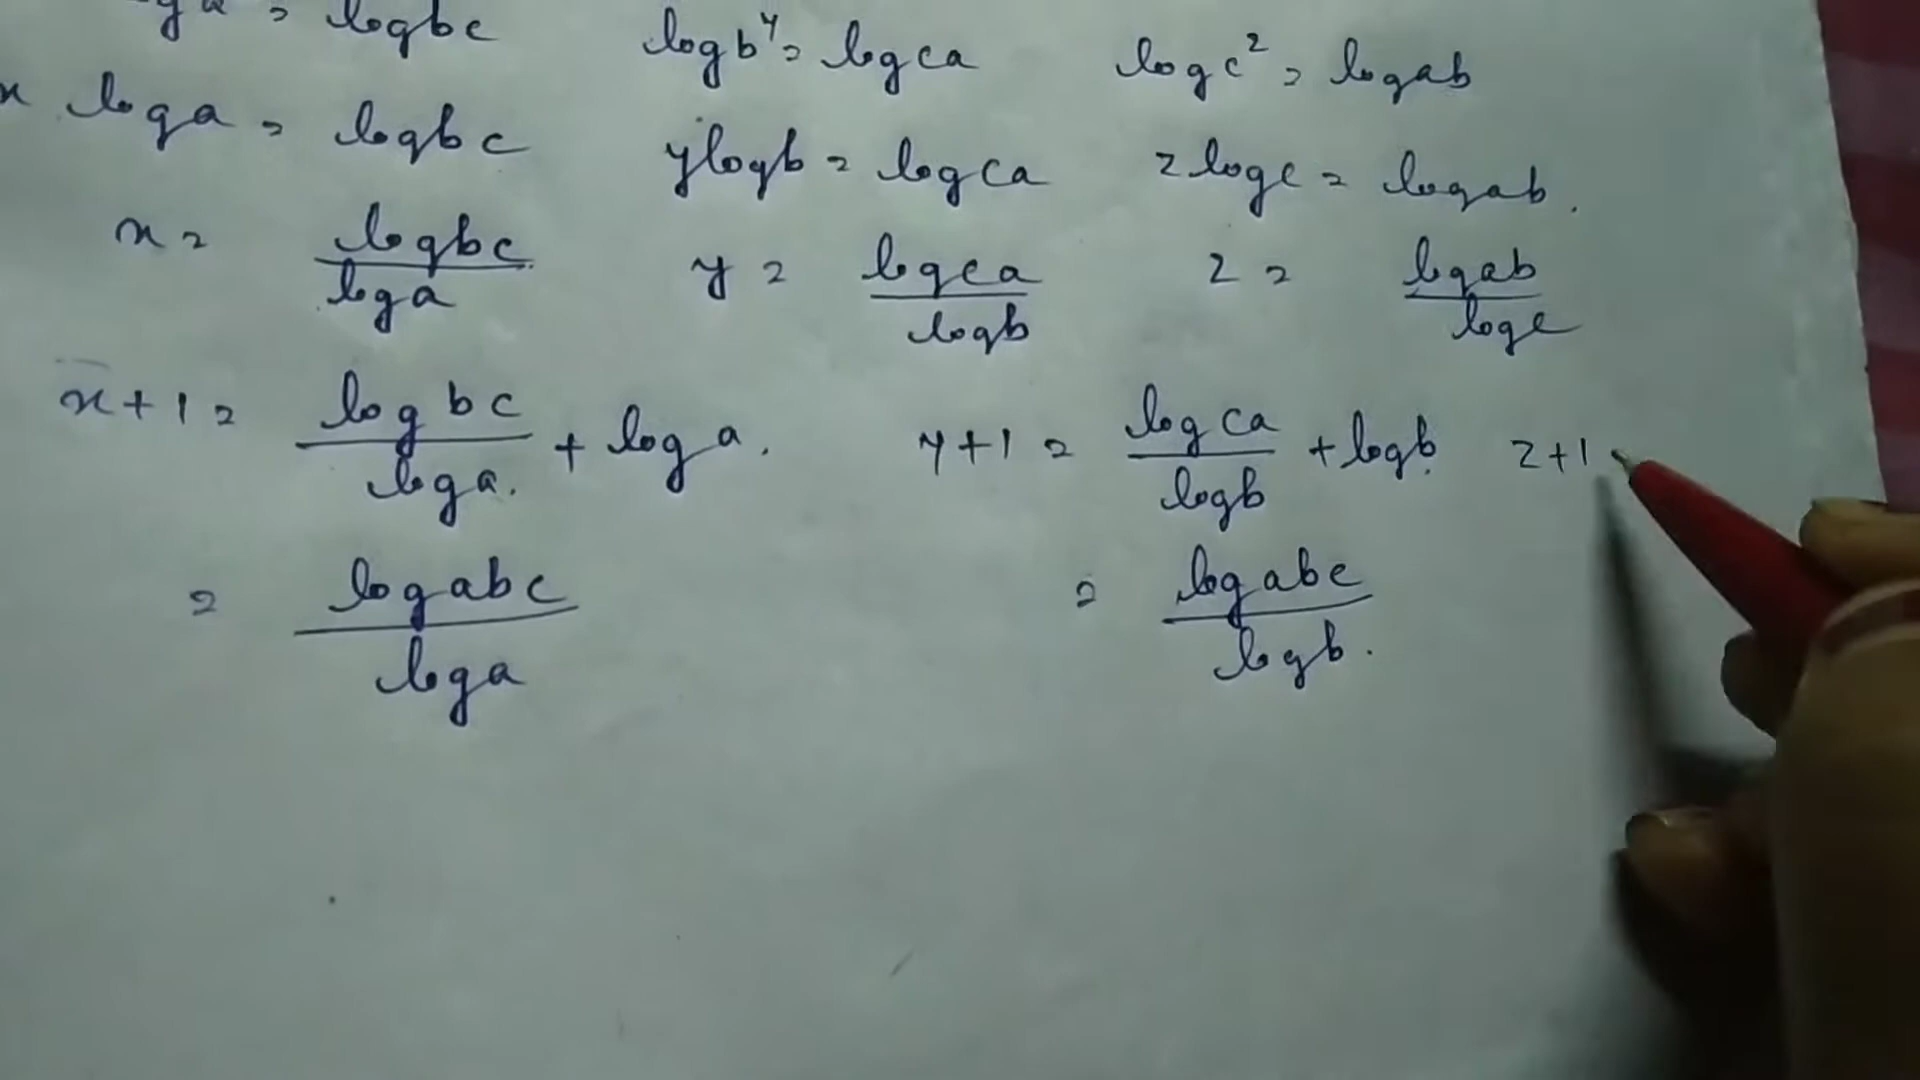 log bc log b^y = log ca log c^z = log ab
x log a = log bc y log b = log ca z log c = log ab.
x = log bc / log a y = log ca / log b z = log ab / log c
x + 1 = log bc / log a. + log a. y + 1 = log ca / log b + log b. z + 1
= log abc / log a = log abc / log b.